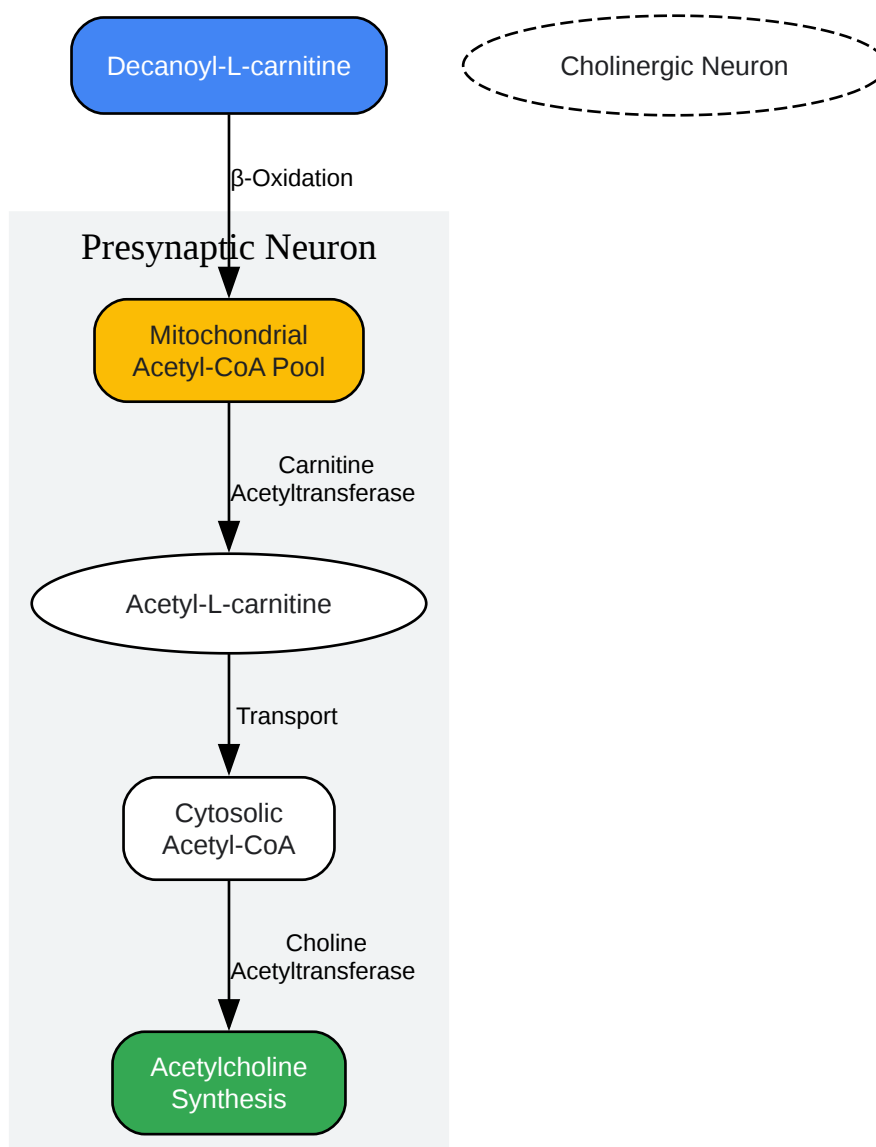 Decanoyl-L-carnitine
Cholinergic Neuron
β-Oxidation
Presynaptic Neuron
Mitochondrial
Acetyl-CoA Pool
Carnitine
Acetyltransferase
Acetyl-L-carnitine
Transport
Cytosolic
Acetyl-CoA
Choline
Acetyltransferase
Acetylcholine
Synthesis